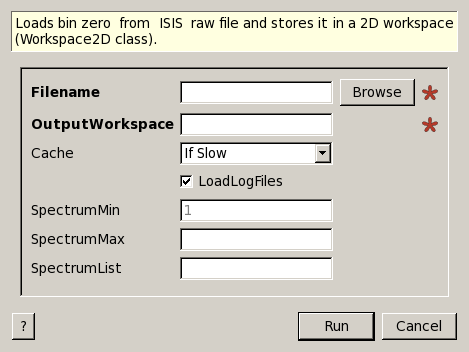 Loads bin zero from ISIS raw file and stores it in a 2D workspace
(Workspace2D class).
Filename
Browse
*
OutputWorkspace
*
Cache
If Slow
LoadLogFiles
SpectrumMin
1
SpectrumMax
SpectrumList
?
Run
Cancel